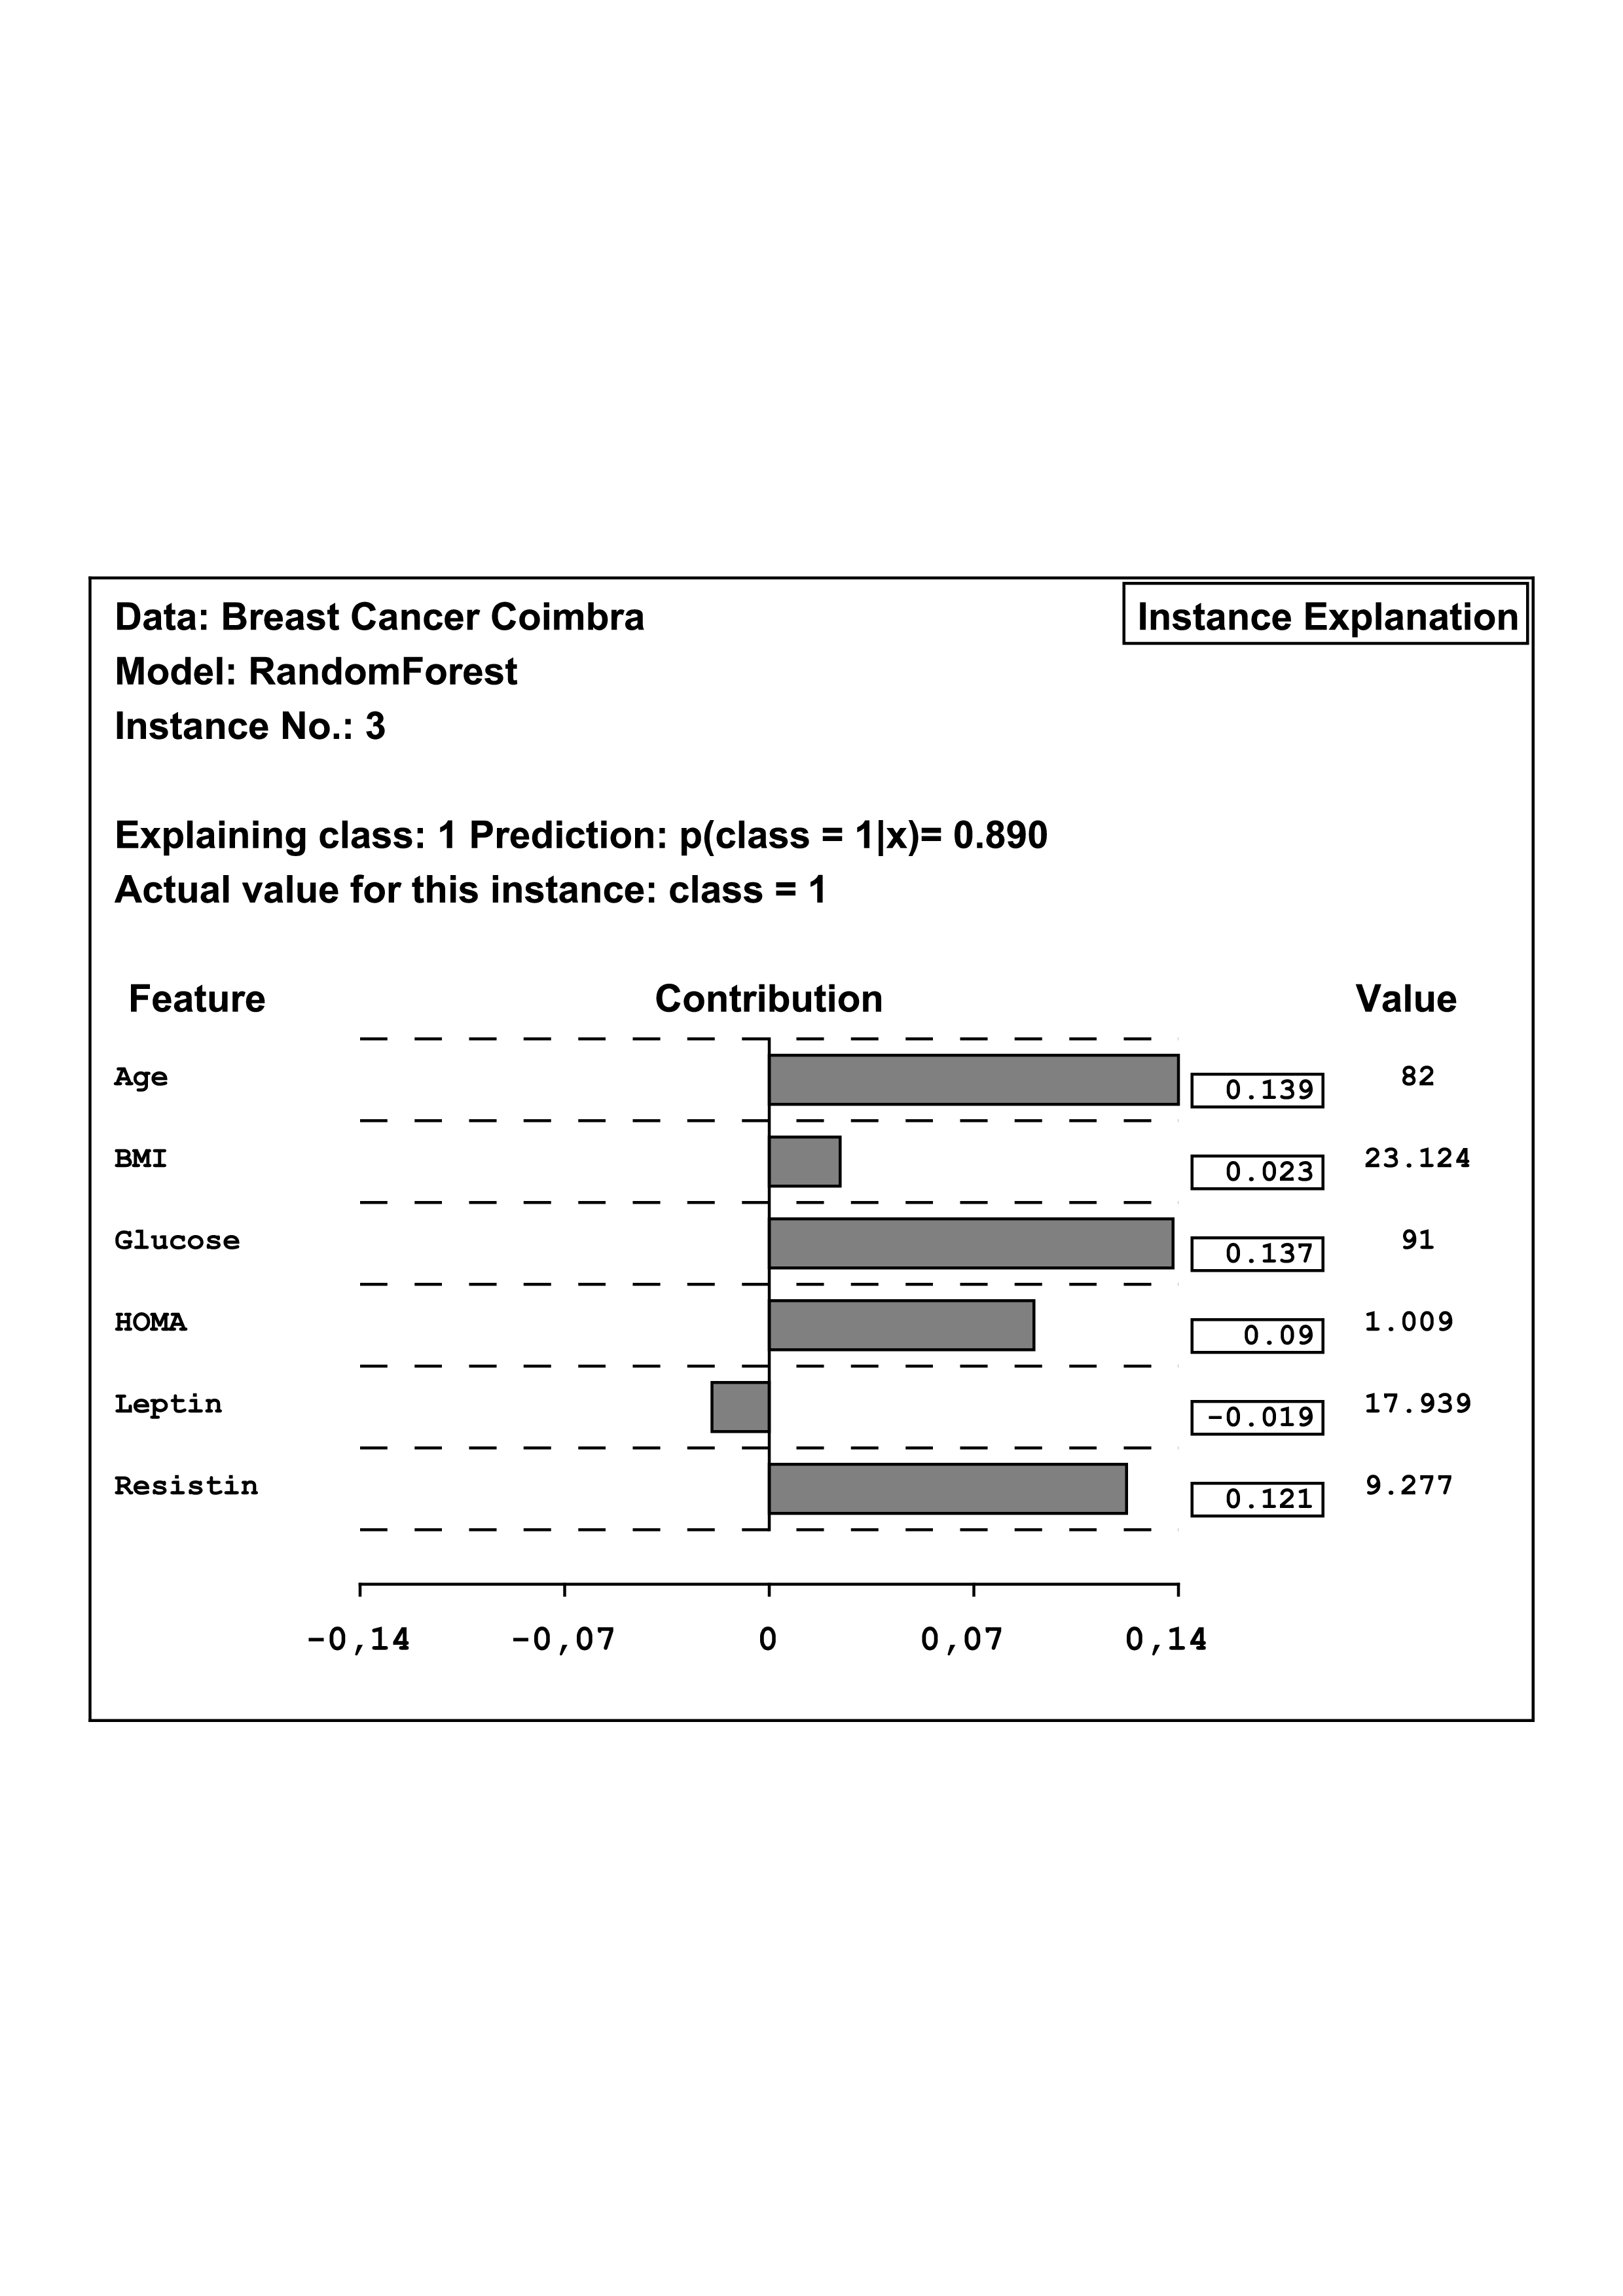 Data: Breast Cancer Coimbra
Instance Explanation
Model: RandomForest
Instance No.: 3
Explaining class: 1 Prediction: p(class = 1|x)= 0.890
Actual value for this instance: class = 1
Feature Contribution Value
Age 0.139 82
BMI 0.023 23.124
Glucose 0.137 91
HOMA 0.09 1.009
Leptin -0.019 17.939
Resistin 0.121 9.277
-0,14 -0,07 0 0,07 0,14